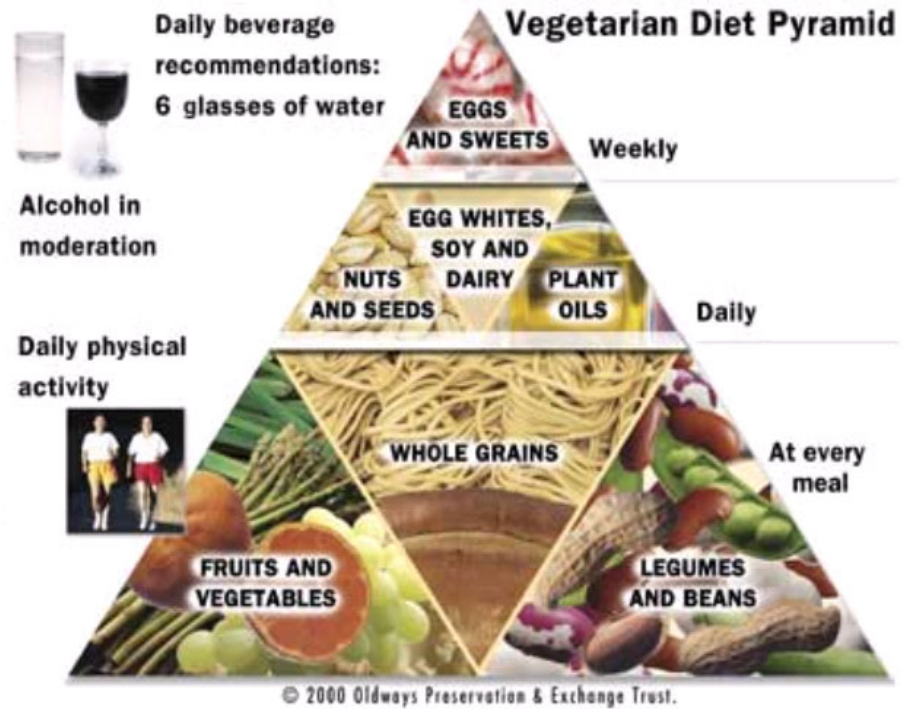 Vegetarian Diet Pyramid
Daily beverage
recommendations:
6 glasses of water
Alcohol in
moderation
Daily physical
activity
EGGS
AND SWEETS
Weekly
EGG WHITES,
SOY AND
DAIRY
NUTS
AND SEEDS
PLANT
OILS
Daily
WHOLE GRAINS
At every
meal
FRUITS AND
VEGETABLES
LEGUMES
AND BEANS
© 2000 Oldways Preservation & Exchange Trust.